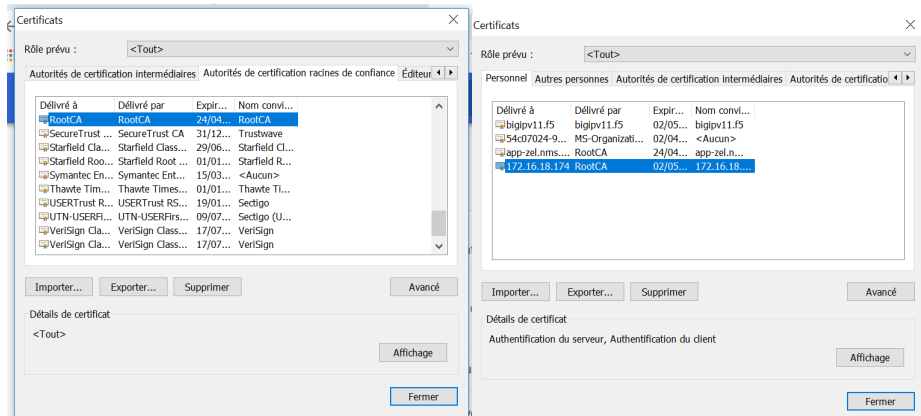 Certificats
Rôle prévu :
<Tout>
Autorités de certification intermédiaires Autorités de certification racines de confiance Éditeur
Délivré à Délivré par Expir... Nom convi...
RootCA RootCA 24/04... RootCA
SecureTrust ... SecureTrust CA 31/12... Trustwave
Starfield Cla... Starfield Class... 29/06... Starfield Cl...
Starfield Roo... Starfield Root ... 01/01... Starfield R...
Symantec En... Symantec Ent... 15/03... <Aucun>
Thawte Tim... Thawte Times... 01/01... Thawte Ti...
USERTrust R... USERTrust RS... 19/01... Sectigo
UTN-USERFi... UTN-USERFirs... 09/07... Sectigo (U...
VeriSign Cla... VeriSign Class... 17/07... VeriSign
VeriSign Cla... VeriSign Class... 17/07... VeriSign
Importer... Exporter... Supprimer Avancé
Détails de certificat
<Tout>
Affichage
Fermer
Certificats
Rôle prévu :
<Tout>
Personnel Autres personnes Autorités de certification intermédiaires Autorités de certificatio
Délivré à Délivré par Expir... Nom convi...
bigipv11.f5 bigipv11.f5 02/05... bigipv11.f5
54c07024-9... MS-Organizati... 02/04... <Aucun>
app-zel.nms.... RootCA 24/04... app-zel.n...
172.16.18.174 RootCA 02/05... 172.16.18....
Importer... Exporter... Supprimer Avancé
Détails de certificat
Authentification du serveur, Authentification du client
Affichage
Fermer